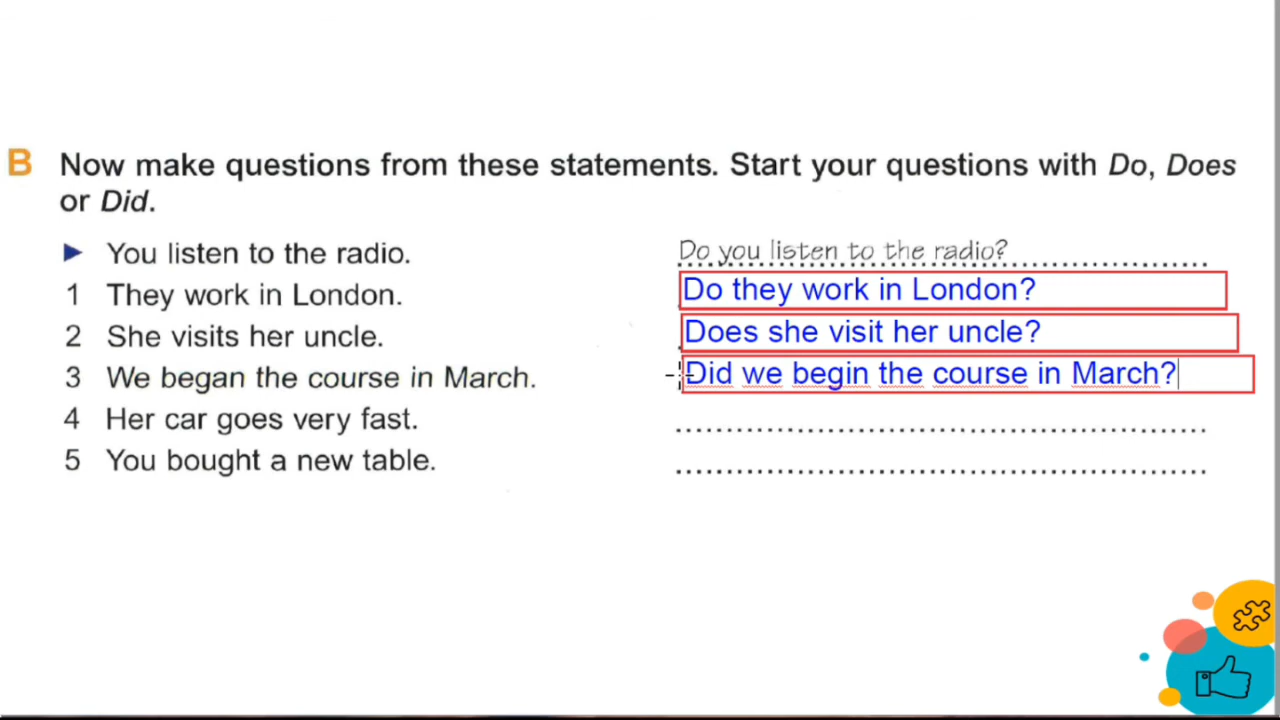 B Now make questions from these statements. Start your questions with Do, Does
or Did.
► You listen to the radio. Do you listen to the radio?
1 They work in London. Do they work in London?
2 She visits her uncle. Does she visit her uncle?
3 We began the course in March. Did we begin the course in March?
4 Her car goes very fast.
5 You bought a new table.